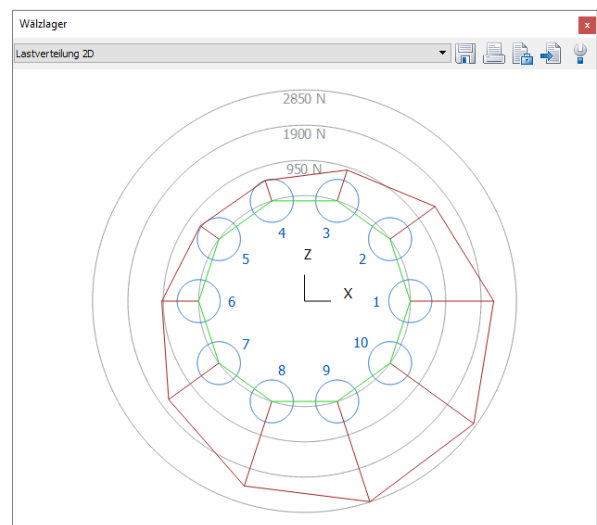 Wälzlager
x
Lastverteilung 2D
2850 N
1900 N
950 N
4 3
5 2
Z
X
6 1
7 10
8 9